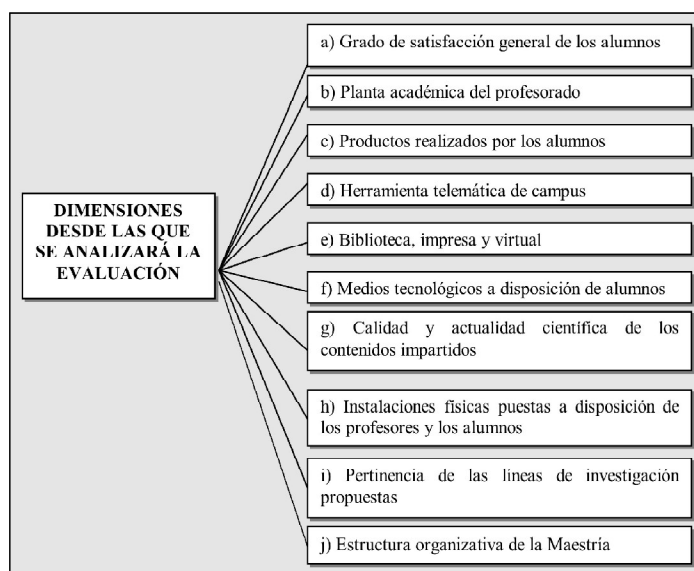 a) Grado de satisfacción general de los alumnos
b) Planta académica del profesorado
c) Productos realizados por los alumnos
d) Herramienta telemática de campus
DIMENSIONES
DESDE LAS QUE
SE ANALIZARÁ LA
EVALUACIÓN
e) Biblioteca, impresa y virtual
f) Medios tecnológicos a disposición de alumnos
g) Calidad y actualidad científica de los
contenidos impartidos
h) Instalaciones físicas puestas a disposición de
los profesores y los alumnos
i) Pertinencia de las líneas de investigación
propuestas
j) Estructura organizativa de la Maestría